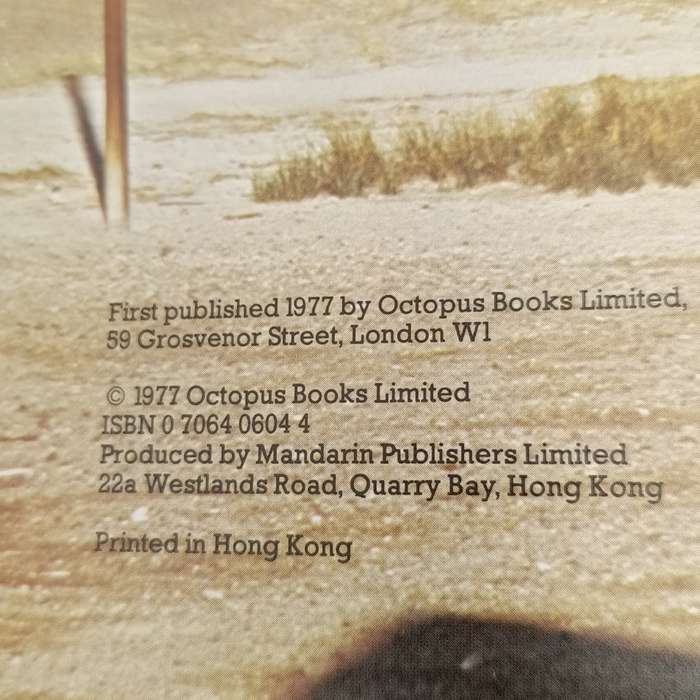 First published 1977 by Octopus Books Limited,
59 Grosvenor Street, London W1
© 1977 Octopus Books Limited
ISBN 0 7064 0604 4
Produced by Mandarin Publishers Limited
22a Westlands Road, Quarry Bay, Hong Kong
Printed in Hong Kong